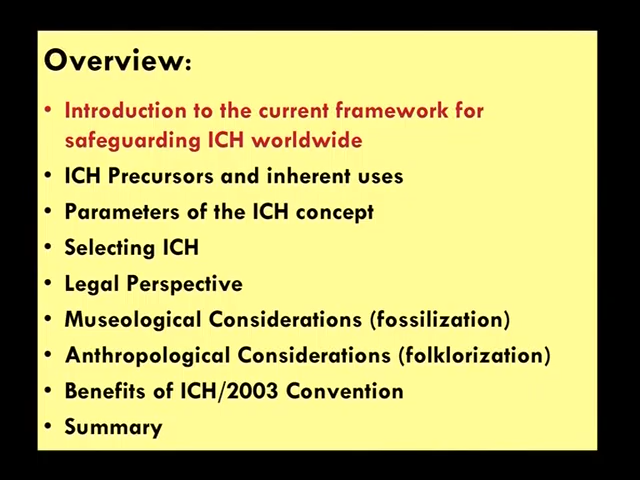 Overview:
• Introduction to the current framework for
safeguarding ICH worldwide
• ICH Precursors and inherent uses
• Parameters of the ICH concept
• Selecting ICH
• Legal Perspective
• Museological Considerations (fossilization)
• Anthropological Considerations (folklorization)
• Benefits of ICH/2003 Convention
• Summary